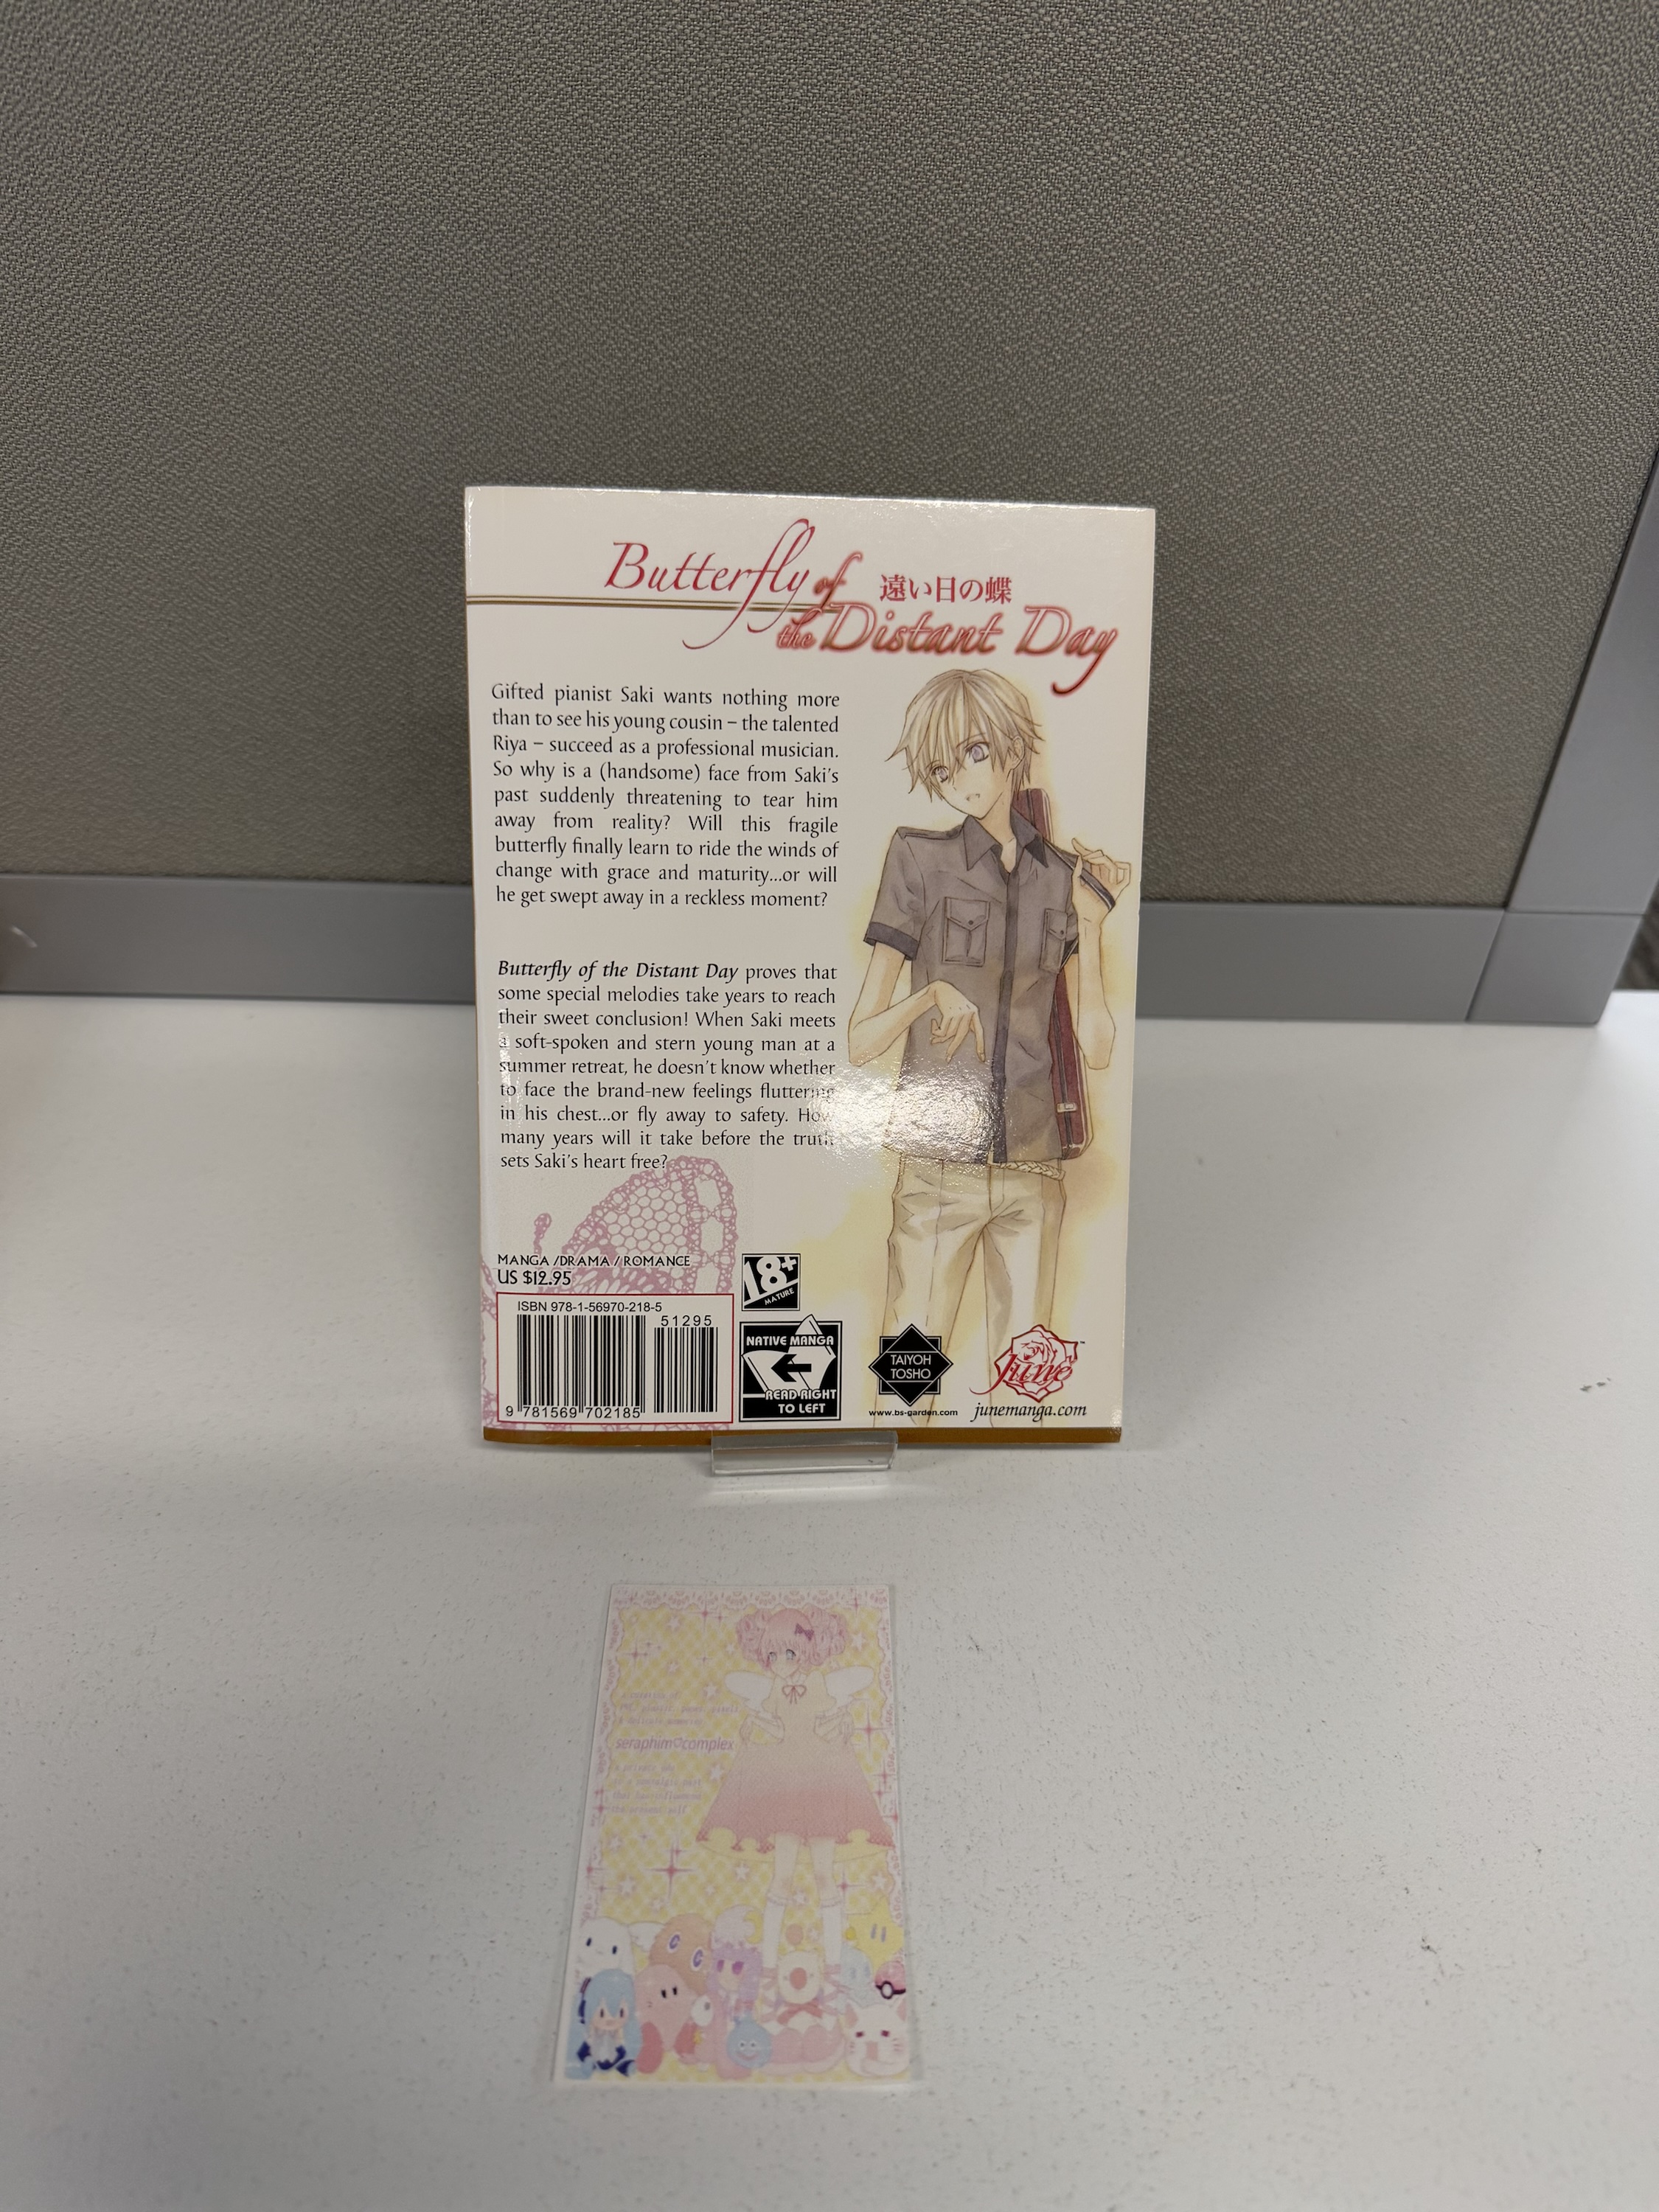 Butterfly of
遠い日の蝶
the Distant Day
Gifted pianist Saki wants nothing more
than to see his young cousin – the talented
Riya – succeed as a professional musician.
So why is a (handsome) face from Saki's
past suddenly threatening to tear him
away from reality? Will this fragile
butterfly finally learn to ride the winds of
change with grace and maturity...or will
he get swept away in a reckless moment?
Butterfly of the Distant Day proves that
some special melodies take years to reach
their sweet conclusion! When Saki meets
a soft-spoken and stern young man at a
summer retreat, he doesn't know whether
to face the brand-new feelings fluttering
in his chest...or fly away to safety. How
many years will it take before the truth
sets Saki's heart free?
MANGA /DRAMA / ROMANCE
US $12.95
ISBN 978-1-56970-218-5
51295
9 781569 702185
18+
MATURE
NATIVE MANGA
READ RIGHT
TO LEFT
TAIYOH
TOSHO
www.bs-garden.com
June™
junemanga.com
a curation of
seraphim♡complex